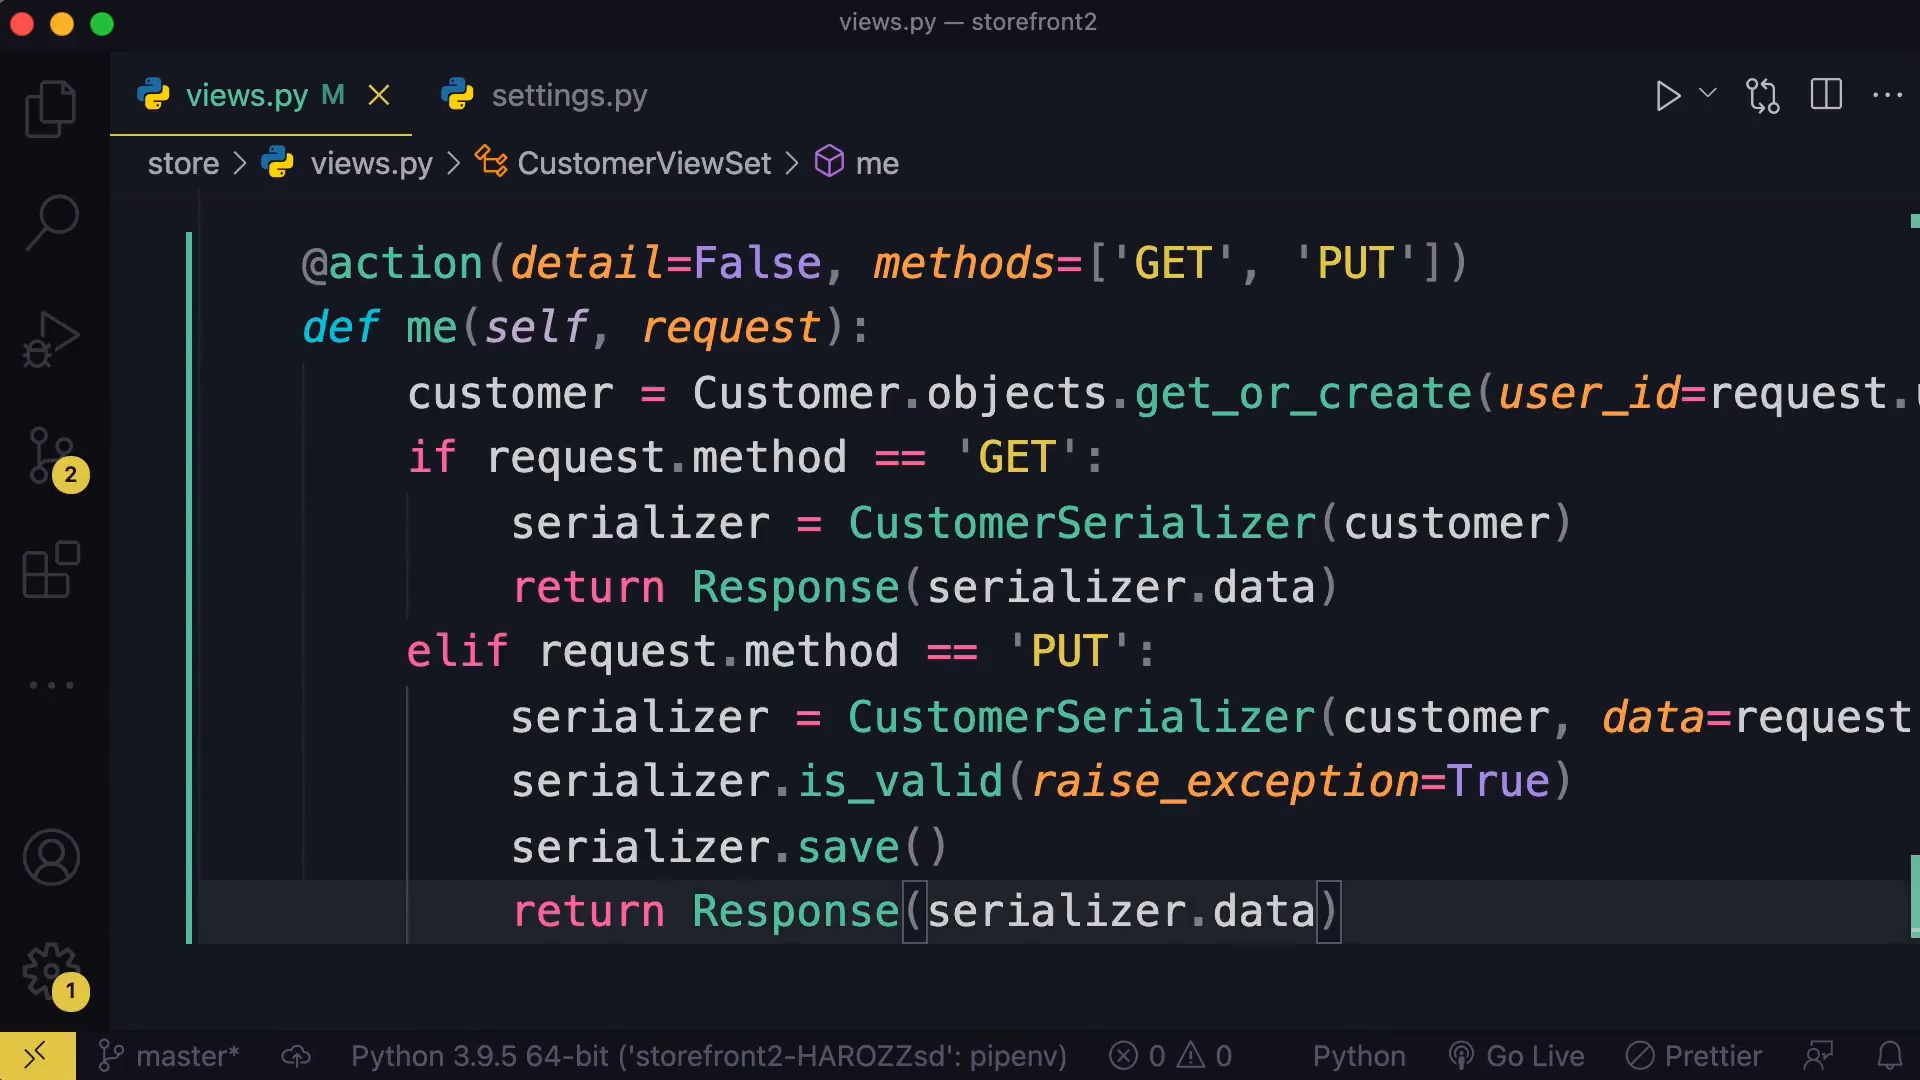 views.py — storefront2
views.py M
settings.py
store > views.py > CustomerViewSet > me
@action(detail=False, methods=['GET', 'PUT'])
def me(self, request):
customer = Customer.objects.get_or_create(user_id=request.
if request.method == 'GET':
serializer = CustomerSerializer(customer)
return Response(serializer.data)
elif request.method == 'PUT':
serializer = CustomerSerializer(customer, data=request
serializer.is_valid(raise_exception=True)
serializer.save()
return Response(serializer.data)
2
1
master* Python 3.9.5 64-bit ('storefront2-HAROZZsd': pipenv) 0 0 Python Go Live Prettier